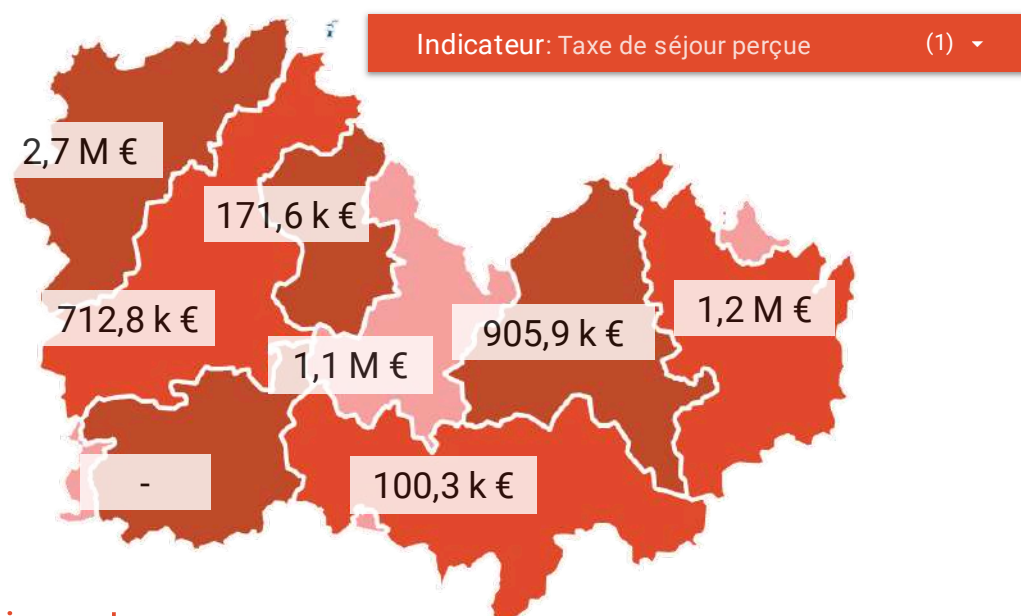 Indicateur: Taxe de séjour perçue (1)
2,7 M €
171,6 k €
712,8 k €
1,2 M €
905,9 k €
1,1 M €
-
100,3 k €